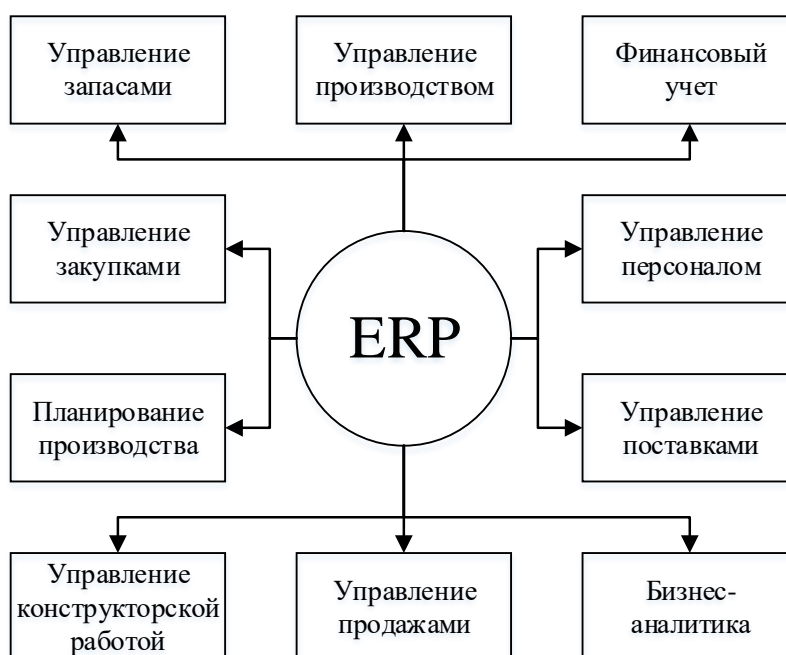 Управление
запасами
Управление
производством
Финансовый
учет
Управление
закупками
Управление
персоналом
ERP
Планирование
производства
Управление
поставками
Управление
конструкторской
работой
Управление
продажами
Бизнес-
аналитика